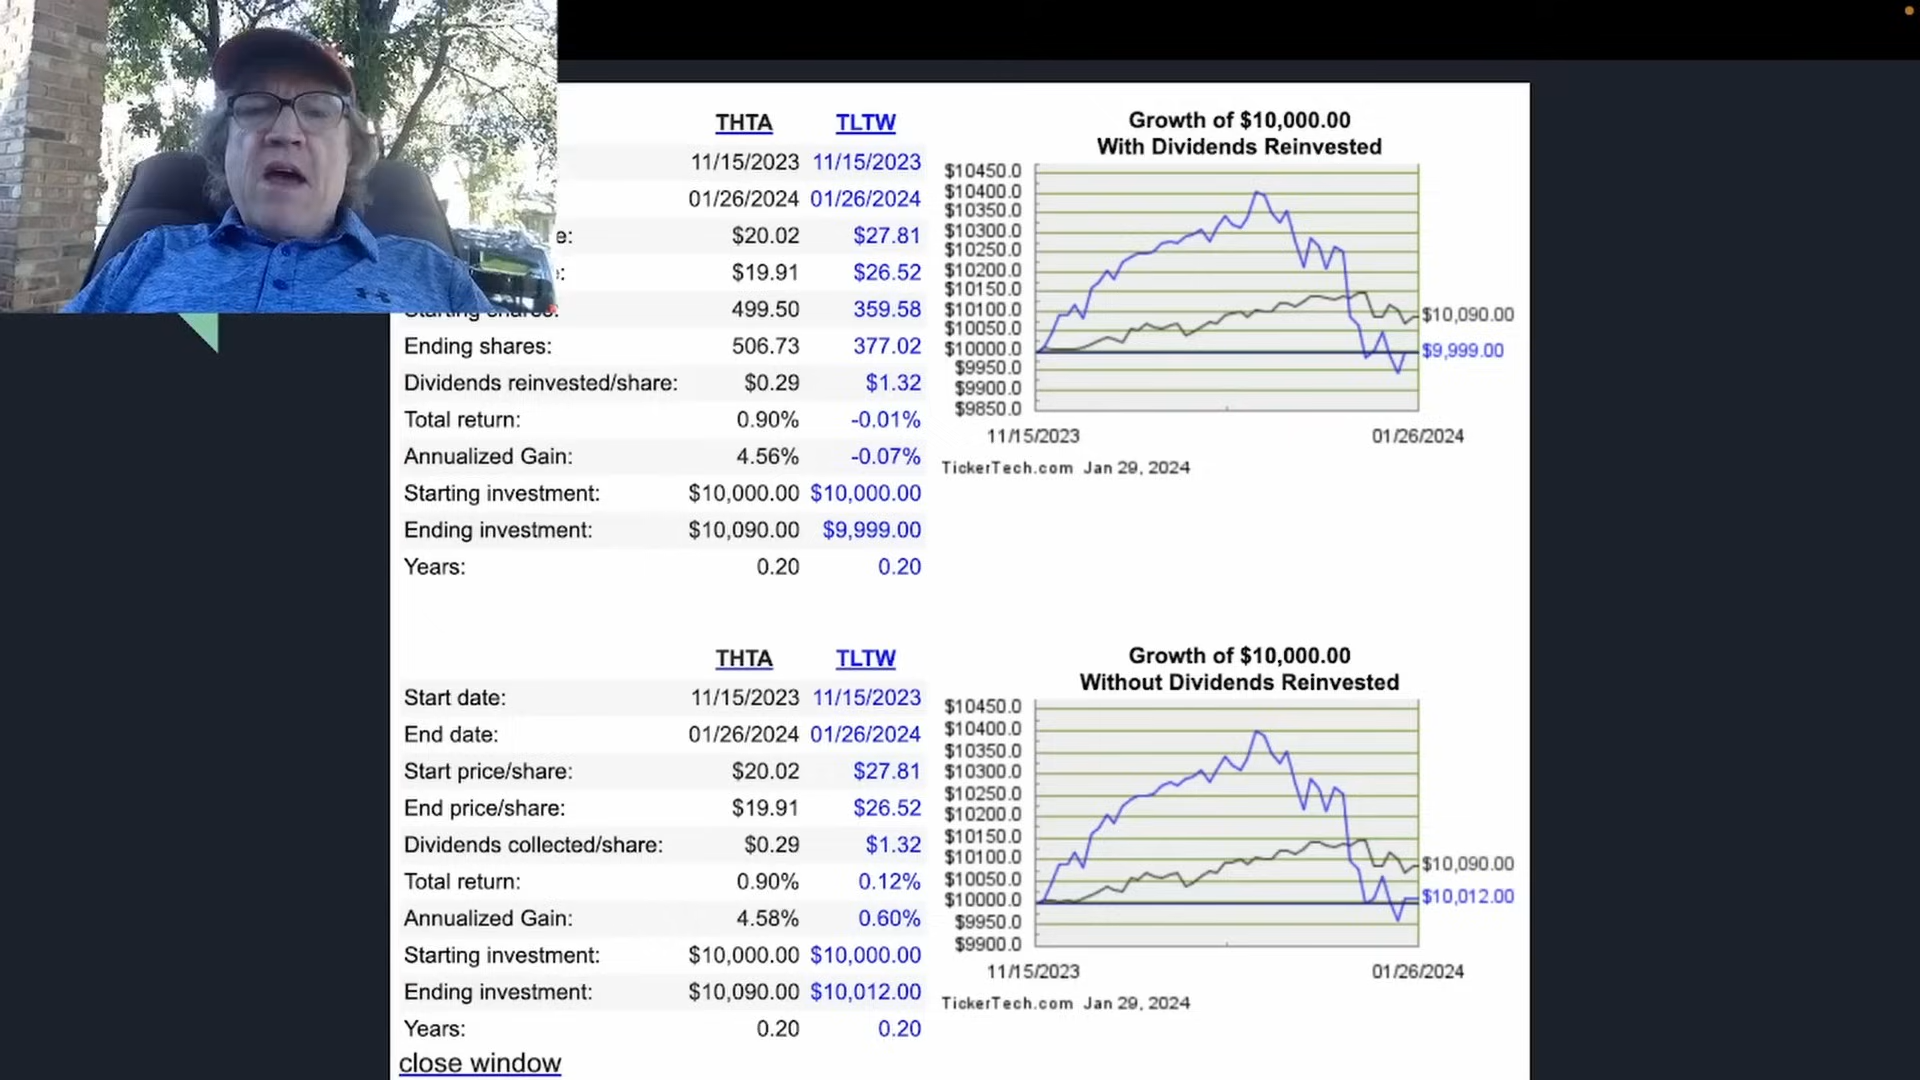 THTA TLTW
11/15/2023 11/15/2023
01/26/2024 01/26/2024
e: $20.02 $27.81
: $19.91 $26.52
Starting shares: 499.50 359.58
Ending shares: 506.73 377.02
Dividends reinvested/share: $0.29 $1.32
Total return: 0.90% -0.01%
Annualized Gain: 4.56% -0.07%
Starting investment: $10,000.00 $10,000.00
Ending investment: $10,090.00 $9,999.00
Years: 0.20 0.20
Growth of $10,000.00
With Dividends Reinvested
$10450.0
$10400.0
$10350.0
$10300.0
$10250.0
$10200.0
$10150.0
$10100.0
$10050.0
$10000.0
$9950.0
$9900.0
$9850.0
$10,090.00
$9,999.00
11/15/2023 01/26/2024
TickerTech.com Jan 29, 2024
THTA TLTW
Start date: 11/15/2023 11/15/2023
End date: 01/26/2024 01/26/2024
Start price/share: $20.02 $27.81
End price/share: $19.91 $26.52
Dividends collected/share: $0.29 $1.32
Total return: 0.90% 0.12%
Annualized Gain: 4.58% 0.60%
Starting investment: $10,000.00 $10,000.00
Ending investment: $10,090.00 $10,012.00
Years: 0.20 0.20
close window
Growth of $10,000.00
Without Dividends Reinvested
$10450.0
$10400.0
$10350.0
$10300.0
$10250.0
$10200.0
$10150.0
$10100.0
$10050.0
$10000.0
$9950.0
$9900.0
$10,090.00
$10,012.00
11/15/2023 01/26/2024
TickerTech.com Jan 29, 2024